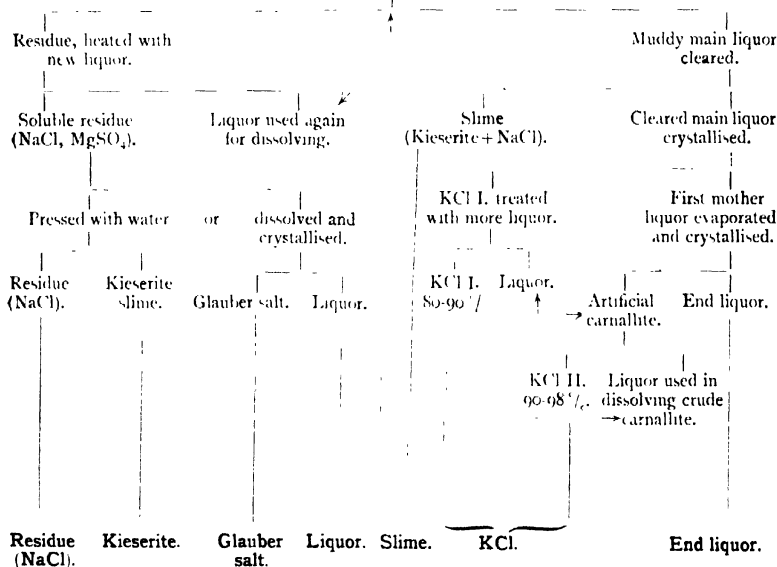 Residue, heated with
new liquor.
Muddy main liquor
cleared.
Soluble residue
(NaCl, MgSO₄).
Liquor used again
for dissolving.
Slime
(Kieserite + NaCl).
Cleared main liquor
crystallised.
Pressed with water or dissolved and
crystallised.
KCl I. treated
with more liquor.
First mother
liquor evaporated
and crystallised.
Residue
(NaCl).
Kieserite
slime.
Glauber salt.
Liquor.
KCl I.
80-90 %
Liquor.
→Artificial
carnallite.
End liquor.
KCl II.
90-98 %.
Liquor used in
dissolving crude
→carnallite.
Residue
(NaCl).
Kieserite.
Glauber
salt.
Liquor.
Slime.
KCl.
End liquor.